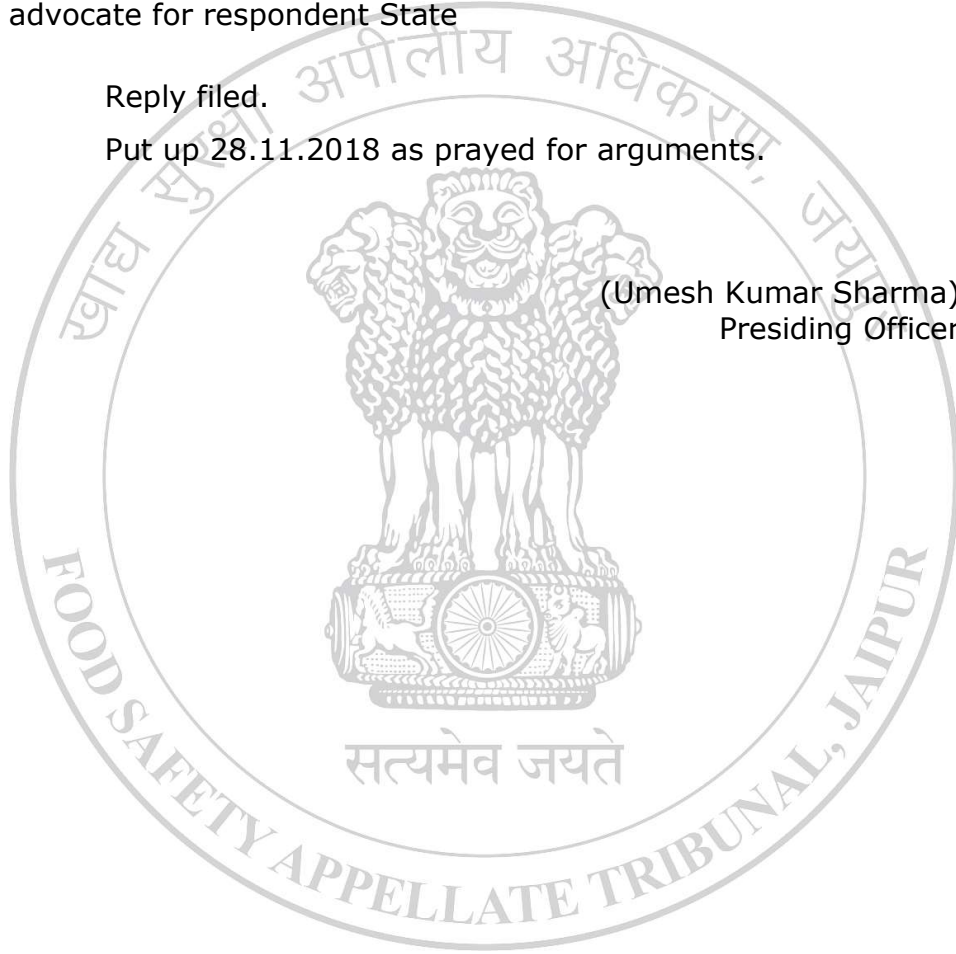 advocate for respondent State
Reply filed.
Put up 28.11.2018 as prayed for arguments.
(Umesh Kumar Sharma)
Presiding Officer
खाद्य सुरक्षा अपीलीय अधिकरण, जयपुर
सत्यमेव जयते
FOOD SAFETY APPELLATE TRIBUNAL, JAIPUR